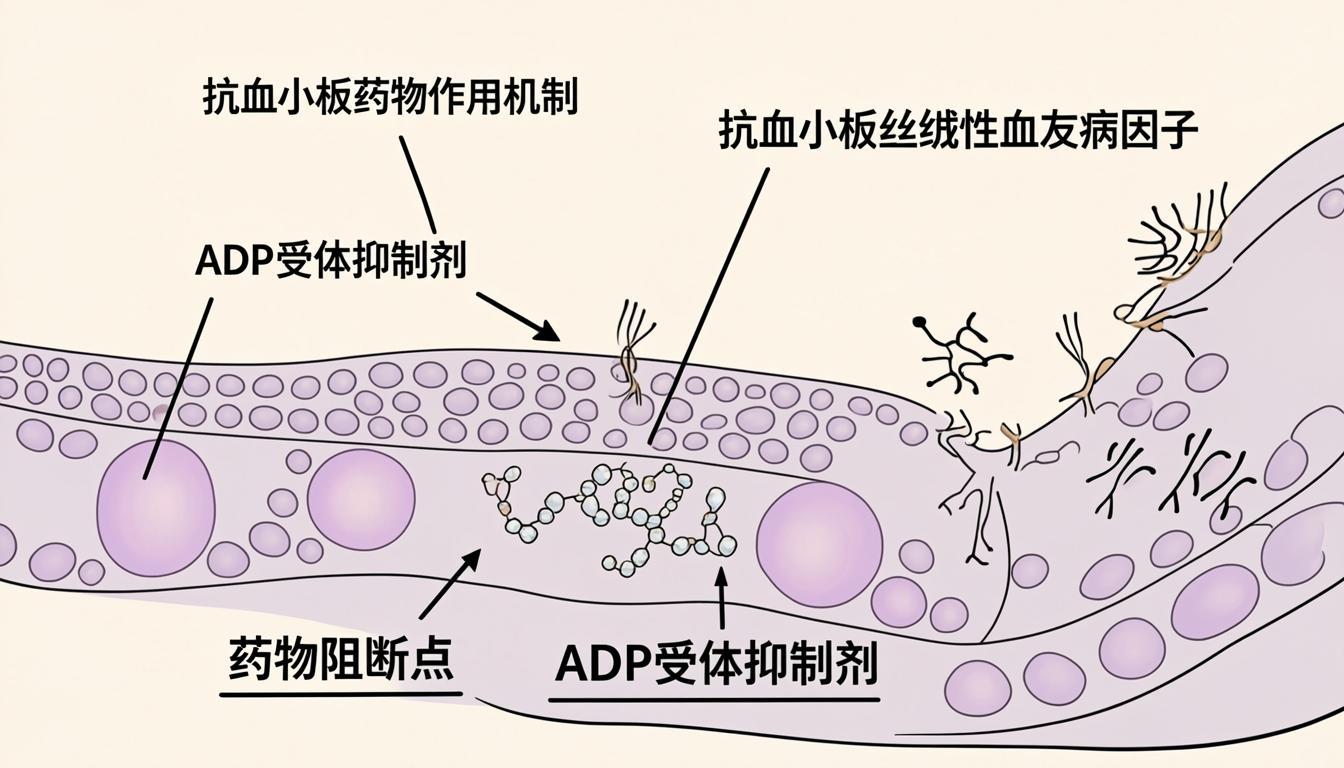 抗血小板药物作用机制
抗血小板丝绒性血友病因子
ADP受体抑制剂
药物阻断点
ADP受体抑制剂